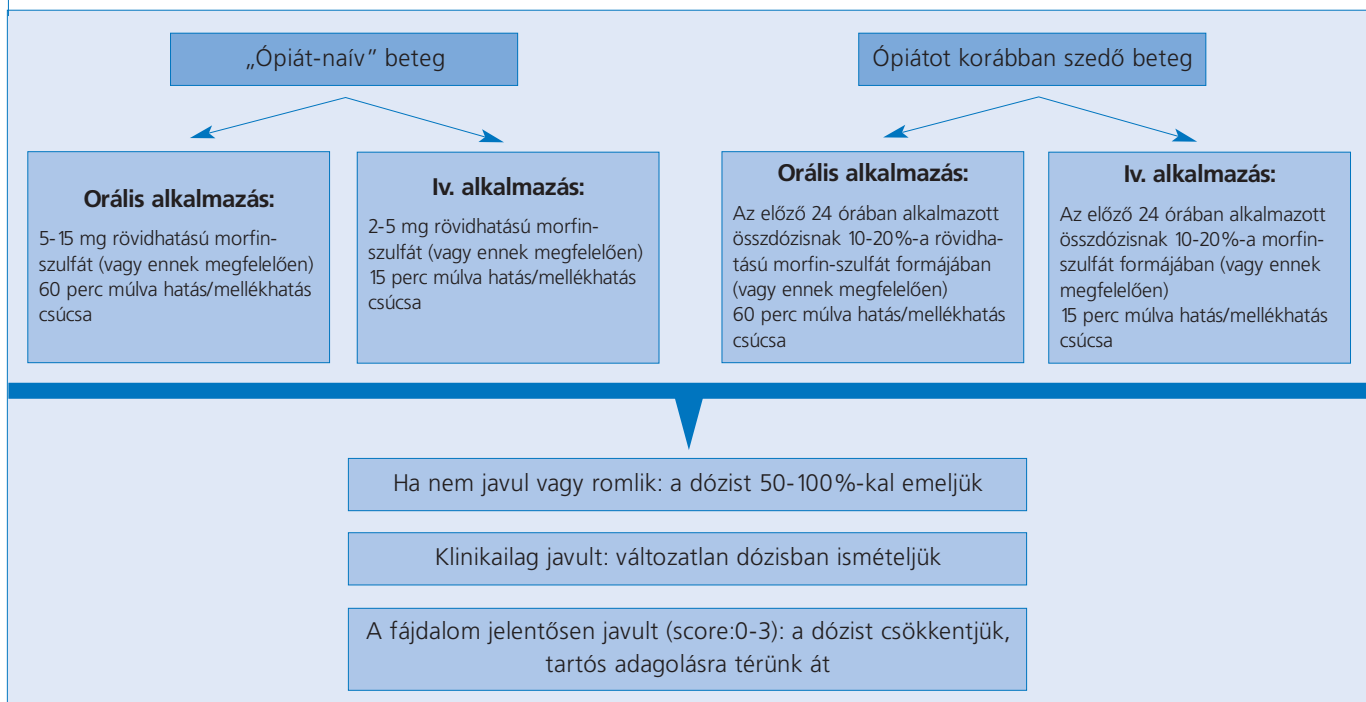 „Ópiát-naív” beteg
Ópiátot korábban szedő beteg
Orális alkalmazás:
5-15 mg rövidhatású morfin-
szulfát (vagy ennek megfelelően)
60 perc múlva hatás/mellékhatás
csúcsa
Iv. alkalmazás:
2-5 mg rövidhatású morfin-
szulfát (vagy ennek megfelelően)
15 perc múlva hatás/mellékhatás
csúcsa
Orális alkalmazás:
Az előző 24 órában alkalmazott
összdózisnak 10-20%-a rövidha-
tású morfin-szulfát formájában
(vagy ennek megfelelően)
60 perc múlva hatás/mellékhatás
csúcsa
Iv. alkalmazás:
Az előző 24 órában alkalmazott
összdózisnak 10-20%-a morfin-
szulfát formájában (vagy ennek
megfelelően)
15 perc múlva hatás/mellékhatás
csúcsa
Ha nem javul vagy romlik: a dózist 50-100%-kal emeljük
Klinikailag javult: változatlan dózisban ismételjük
A fájdalom jelentősen javult (score:0-3): a dózist csökkentjük,
tartós adagolásra térünk át